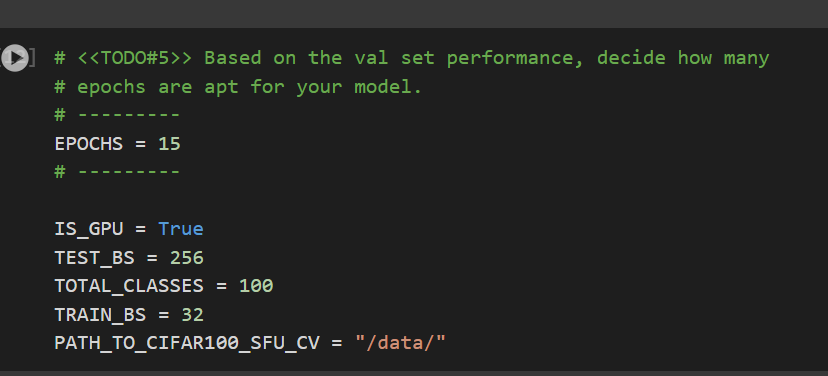 # <<TODO#5>> Based on the val set performance, decide how many
# epochs are apt for your model.
# ---------
EPOCHS = 15
# ---------
IS_GPU = True
TEST_BS = 256
TOTAL_CLASSES = 100
TRAIN_BS = 32
PATH_TO_CIFAR100_SFU_CV = "/data/"